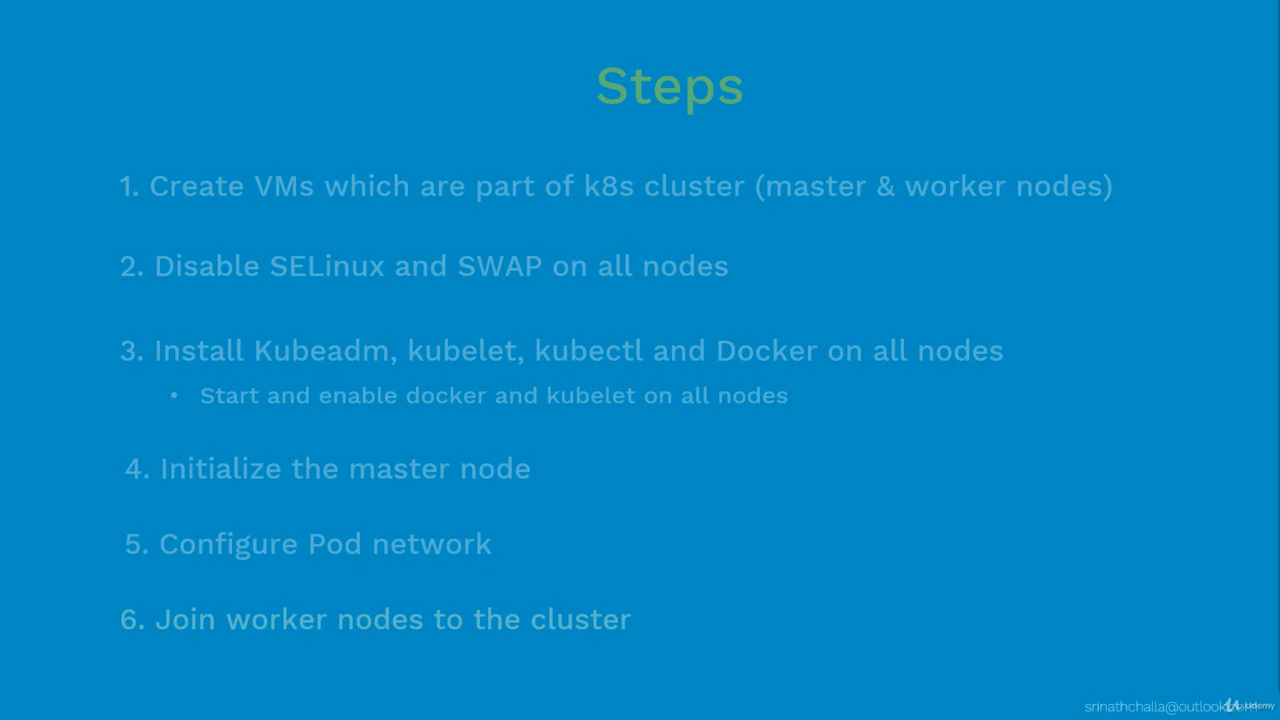 Steps
1. Create VMs which are part of k8s cluster (master & worker nodes)
2. Disable SELinux and SWAP on all nodes
3. Install Kubeadm, kubelet, kubectl and Docker on all nodes
• Start and enable docker and kubelet on all nodes
4. Initialize the master node
5. Configure Pod network
6. Join worker nodes to the cluster
srinathchalla@outlook
Udemy